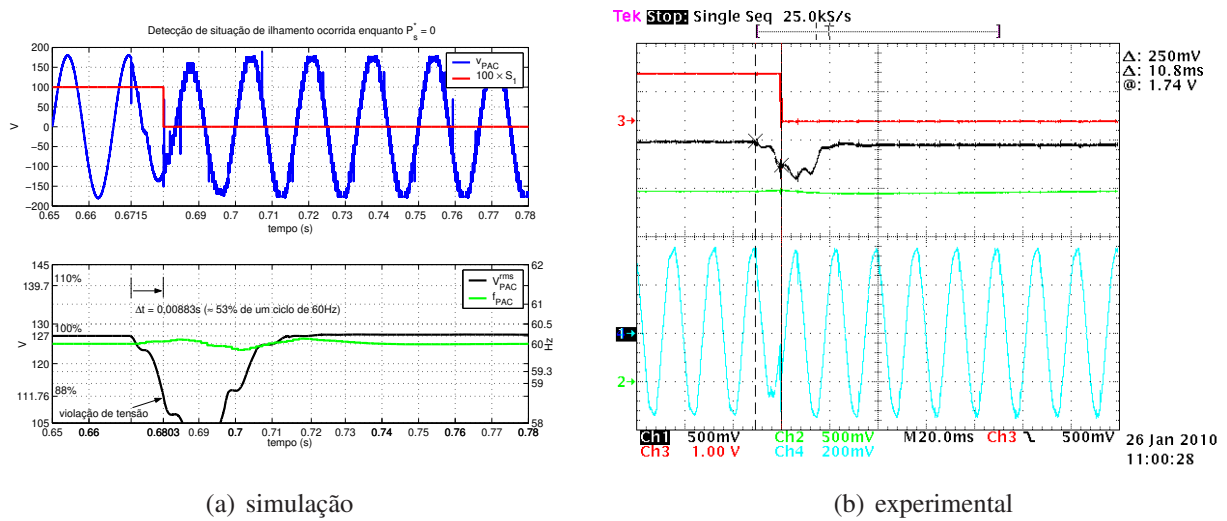 Detecção de situação de ilhamento ocorrida enquanto P*s = 0
200
150
100
50
0
−50
−100
−150
−200
V
vPAC
100 × S1
0.65 0.66 0.6715 0.69 0.7 0.71 0.72 0.73 0.74 0.75 0.76 0.77 0.78
tempo (s)
145
139.7
130
127
120
111.76
105
V
110%
100%
88%
Δt = 0,00883s (≈ 53% de um ciclo de 60Hz)
violação de tensão
VrmsPAC
fPAC
62
61
60.5
60
59.3
59
58
Hz
0.65 0.66 0.6803 0.7 0.71 0.72 0.73 0.74 0.75 0.76 0.77 0.78
tempo (s)
(a) simulação
Tek Stop: Single Seq 25.0kS/s
Δ: 250mV
Δ: 10.8ms
@: 1.74 V
3
1
2
Ch1 500mV Ch2 500mV M20.0ms Ch3 500mV
Ch3 1.00 V Ch4 200mV
26 Jan 2010
11:00:28
(b) experimental